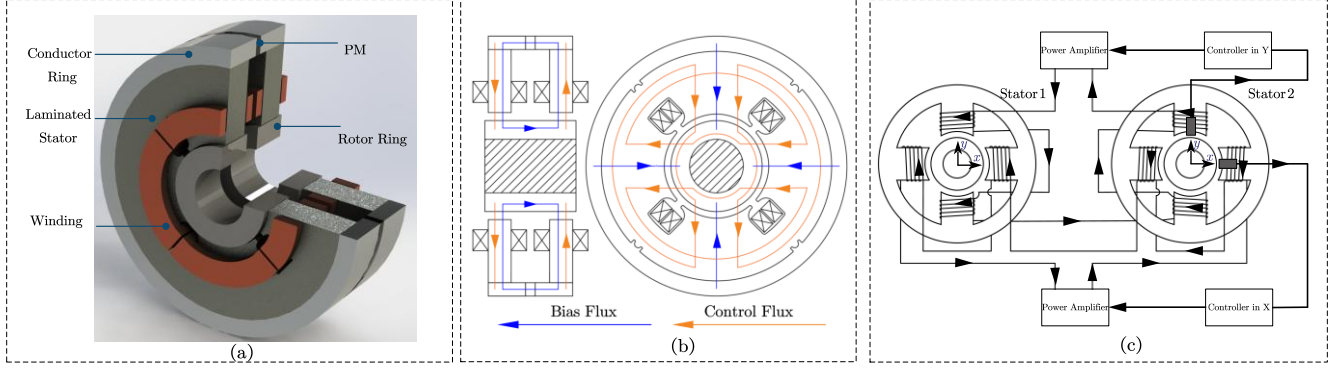 Conductor
Ring
PM
Laminated
Stator
Rotor Ring
Winding
(a)
Bias Flux
Control Flux
(b)
Power Amplifier
Controller in Y
Stator 1
Stator 2
y
x
y
x
Power Amplifier
Controller in X
(c)